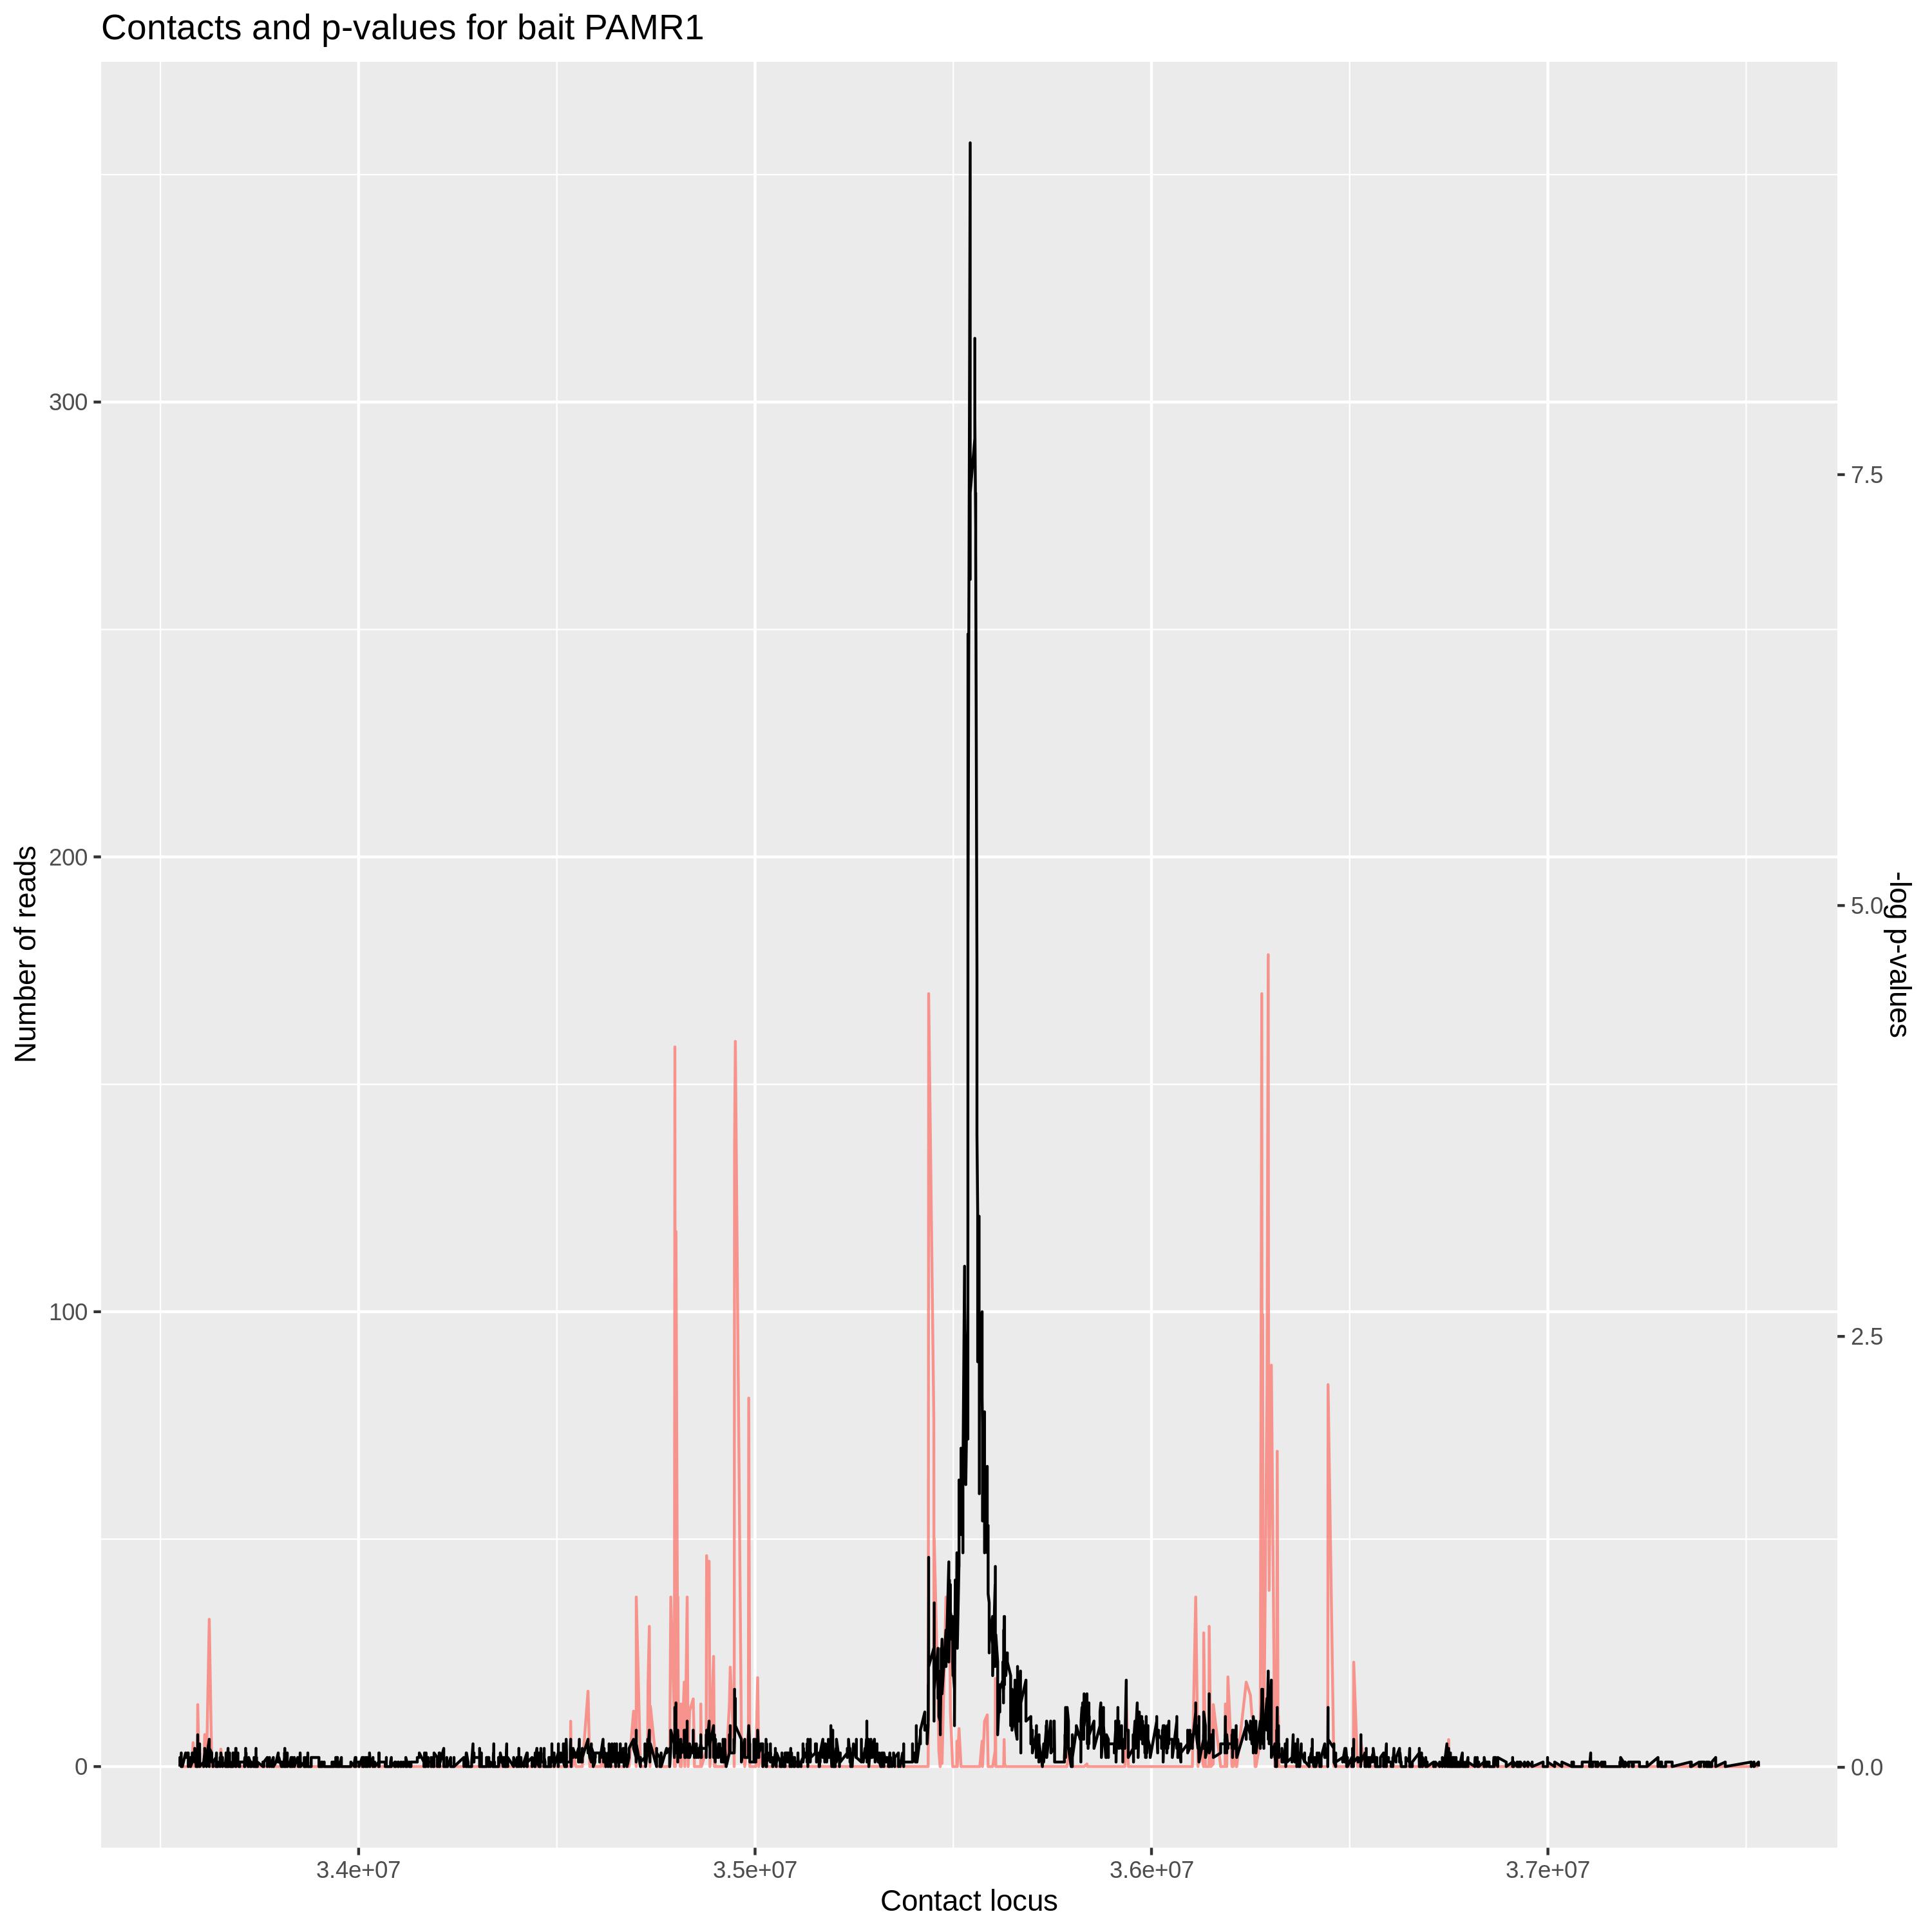 Contacts and p-values for bait PAMR1
Number of reads
300
200
100
0
7.5
5.0
2.5
0.0
-log p-values
3.4e+07
3.5e+07
3.6e+07
3.7e+07
Contact locus